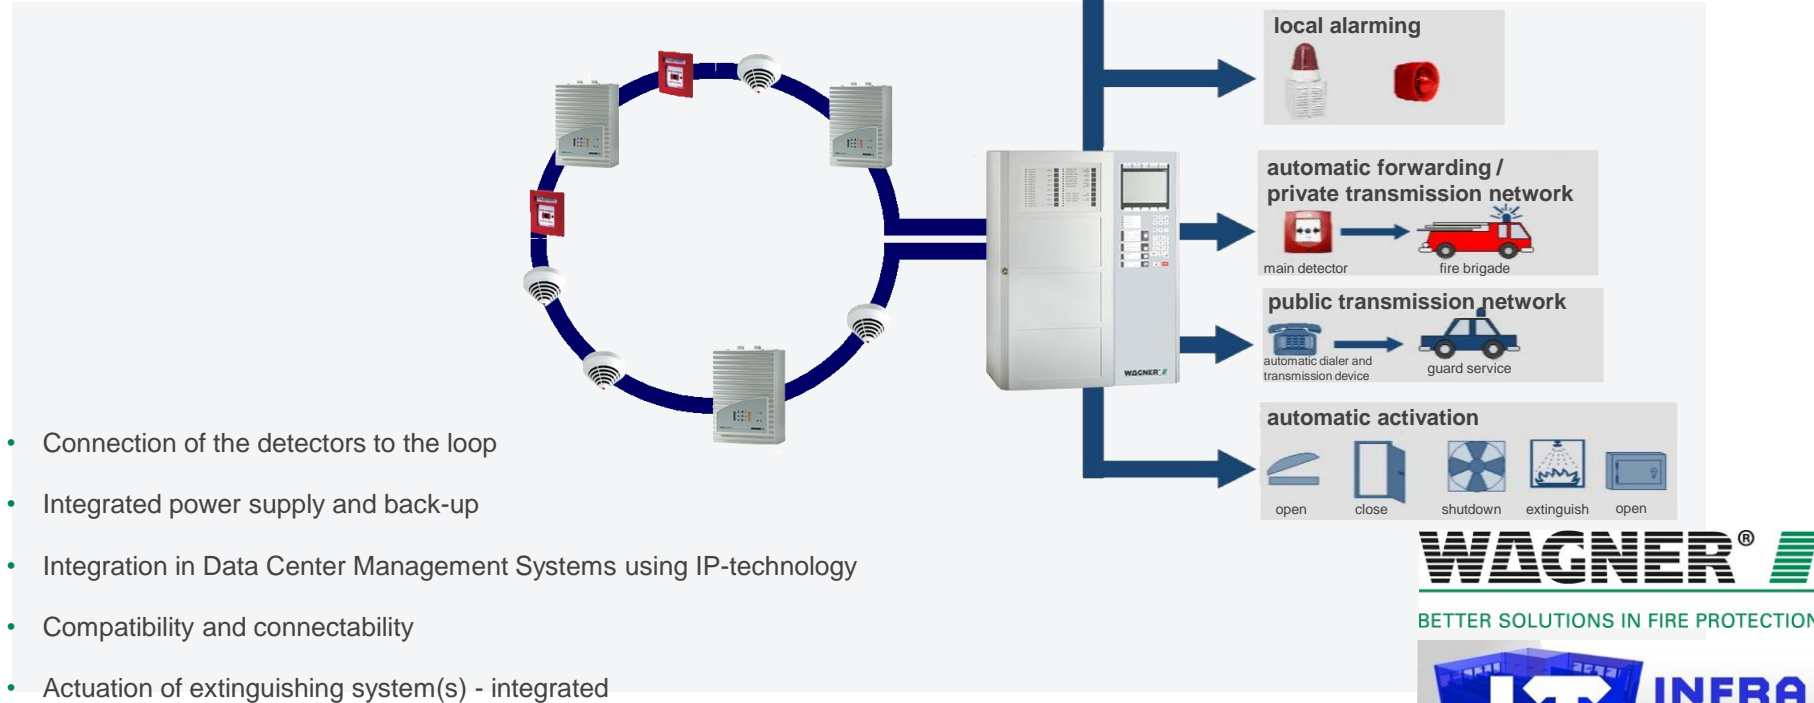 local alarming
automatic forwarding /
private transmission network
main detector
fire brigade
public transmission network
automatic dialer and
transmission device
guard service
WAGNER
automatic activation
open
close
shutdown
extinguish
open
• Connection of the detectors to the loop
• Integrated power supply and back-up
• Integration in Data Center Management Systems using IP-technology
• Compatibility and connectability
• Actuation of extinguishing system(s) - integrated
WAGNER®
BETTER SOLUTIONS IN FIRE PROTECTION
IT INFRA